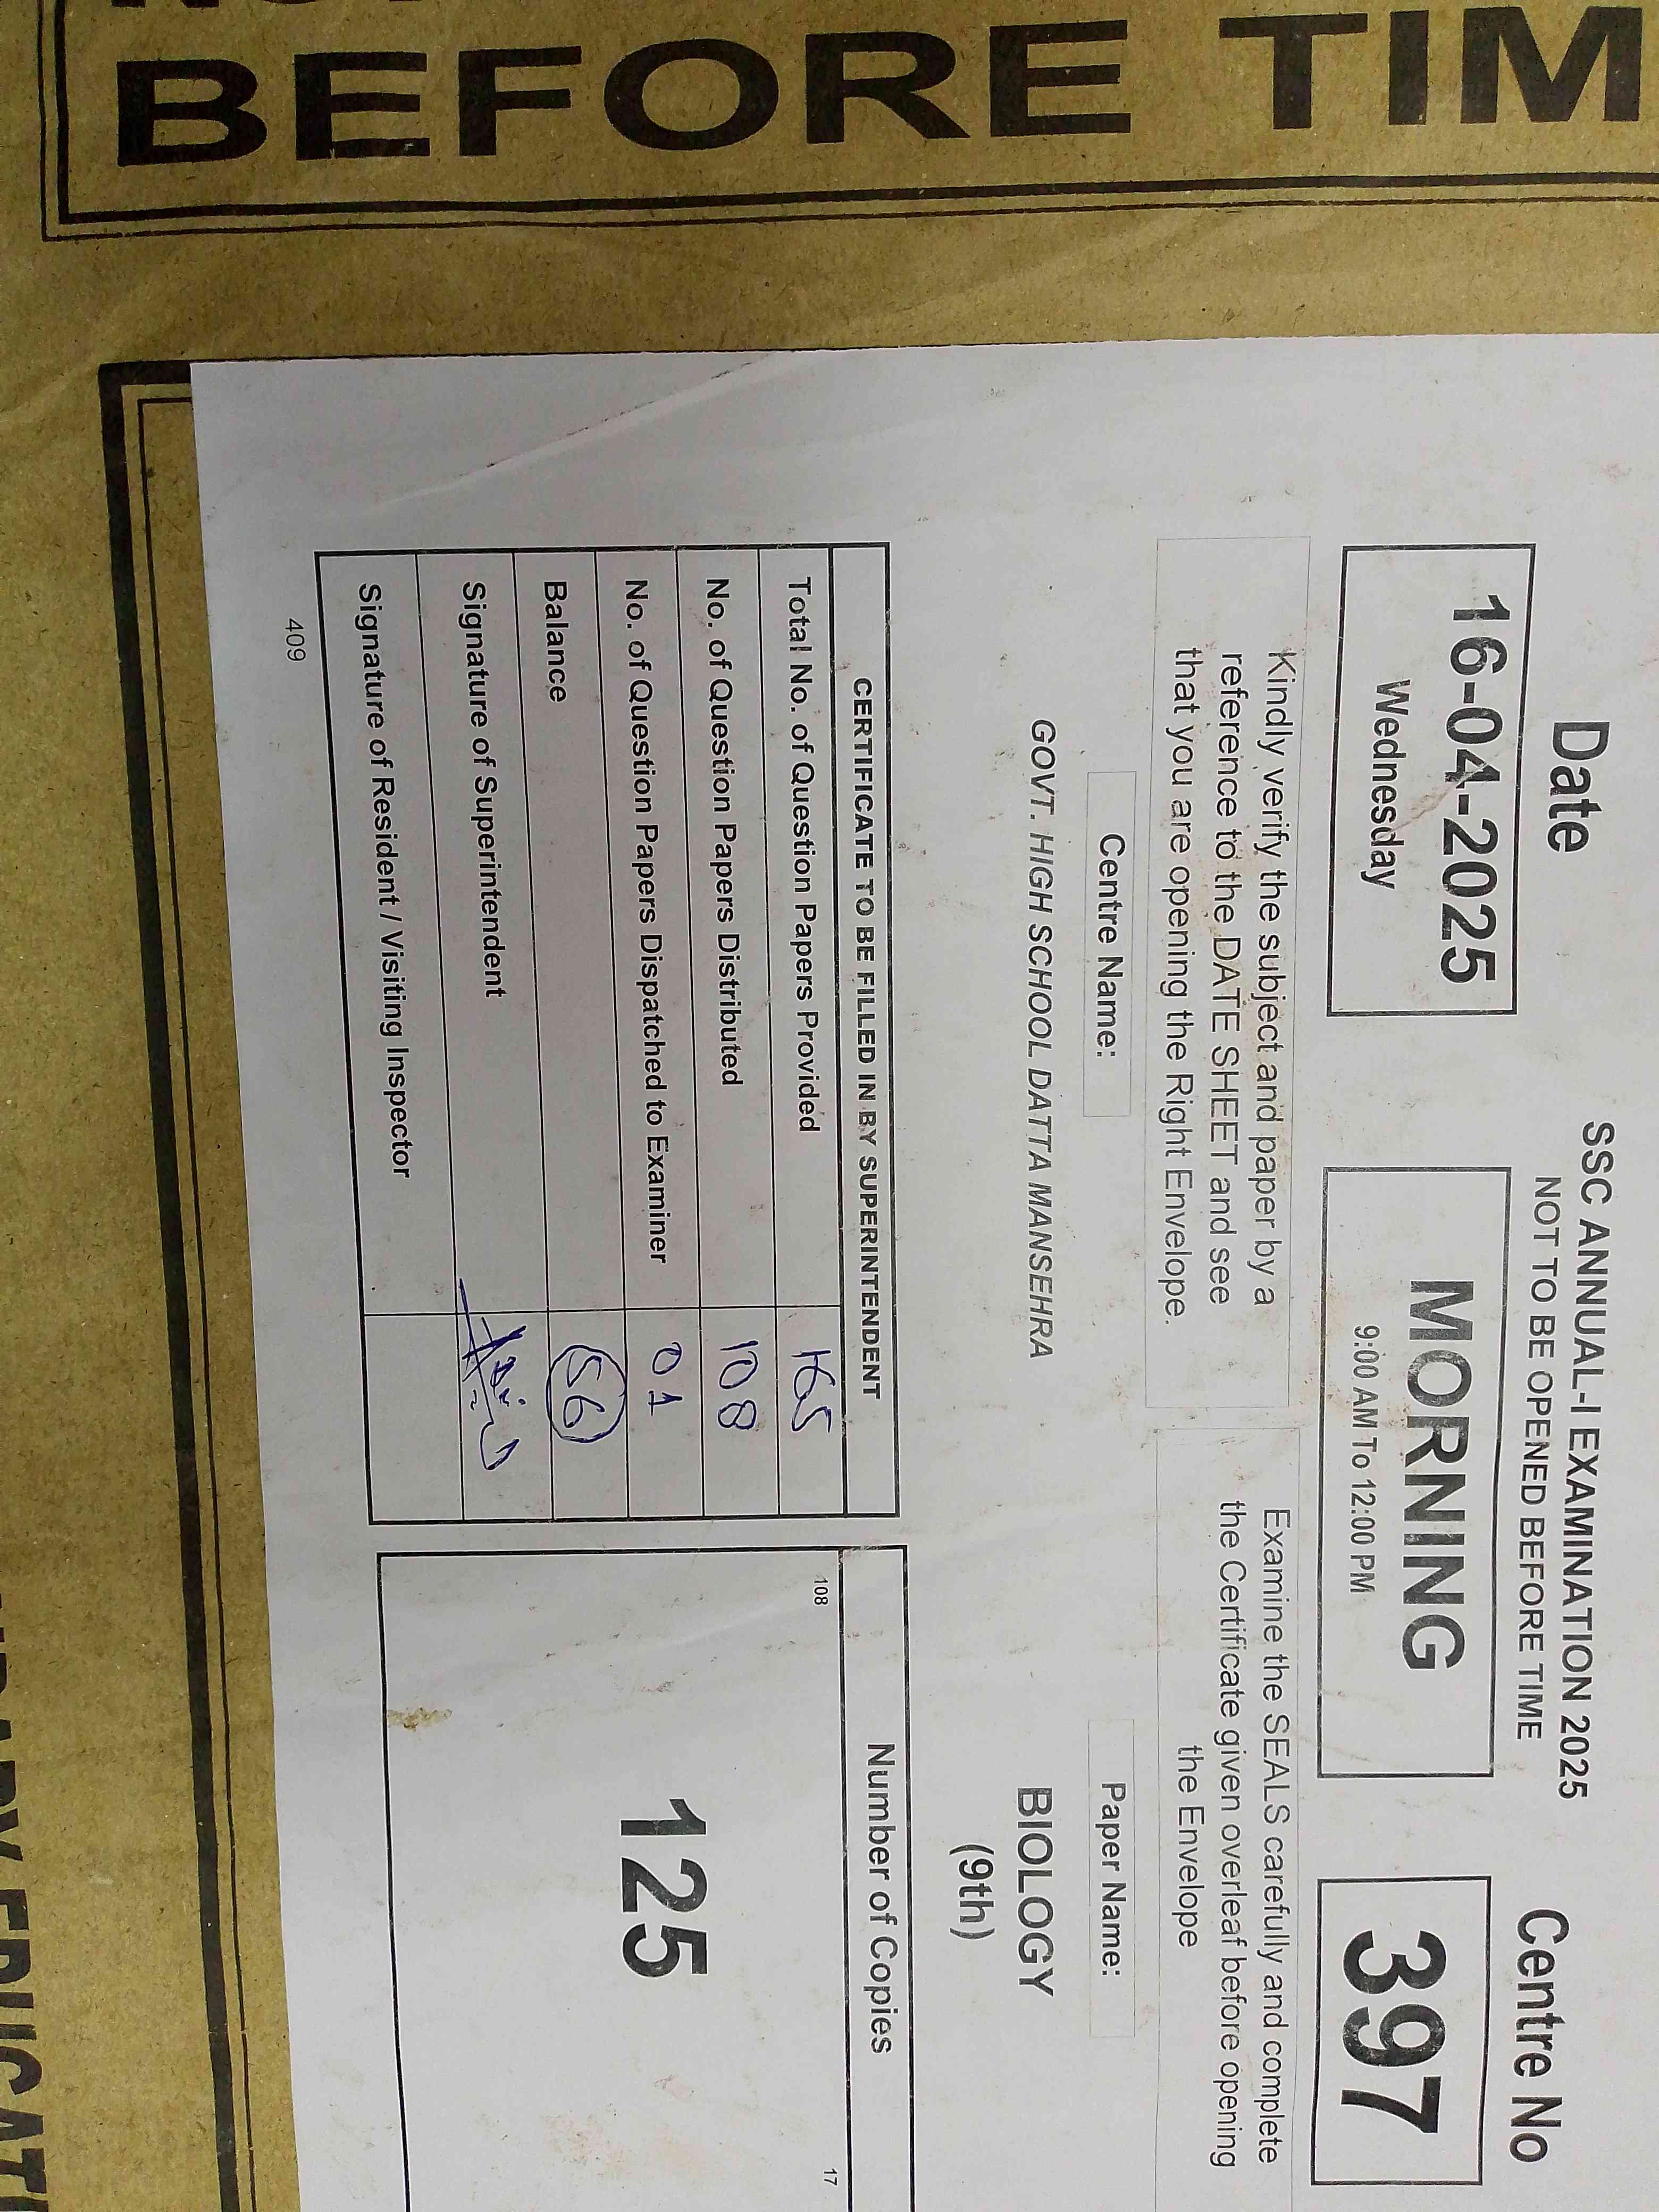 BEFORE TIM
SSC ANNUAL-I EXAMINATION 2025
NOT TO BE OPENED BEFORE TIME
Date
16-04-2025
Wednesday
MORNING
9:00 AM To 12:00 PM
Centre No
397
Kindly verify the subject and paper by a
reference to the DATE SHEET and see
that you are opening the Right Envelope.
Examine the SEALS carefully and complete
the Certificate given overleaf before opening
the Envelope
Centre Name:
GOVT. HIGH SCHOOL DATTA MANSEHRA
Paper Name:
BIOLOGY
(9th)
CERTIFICATE TO BE FILLED IN BY SUPERINTENDENT
Total No. of Question Papers Provided 165
No. of Question Papers Distributed 108
No. of Question Papers Dispatched to Examiner 01
Balance 56
Signature of Superintendent
Signature of Resident / Visiting Inspector
409
Number of Copies
108
17
125